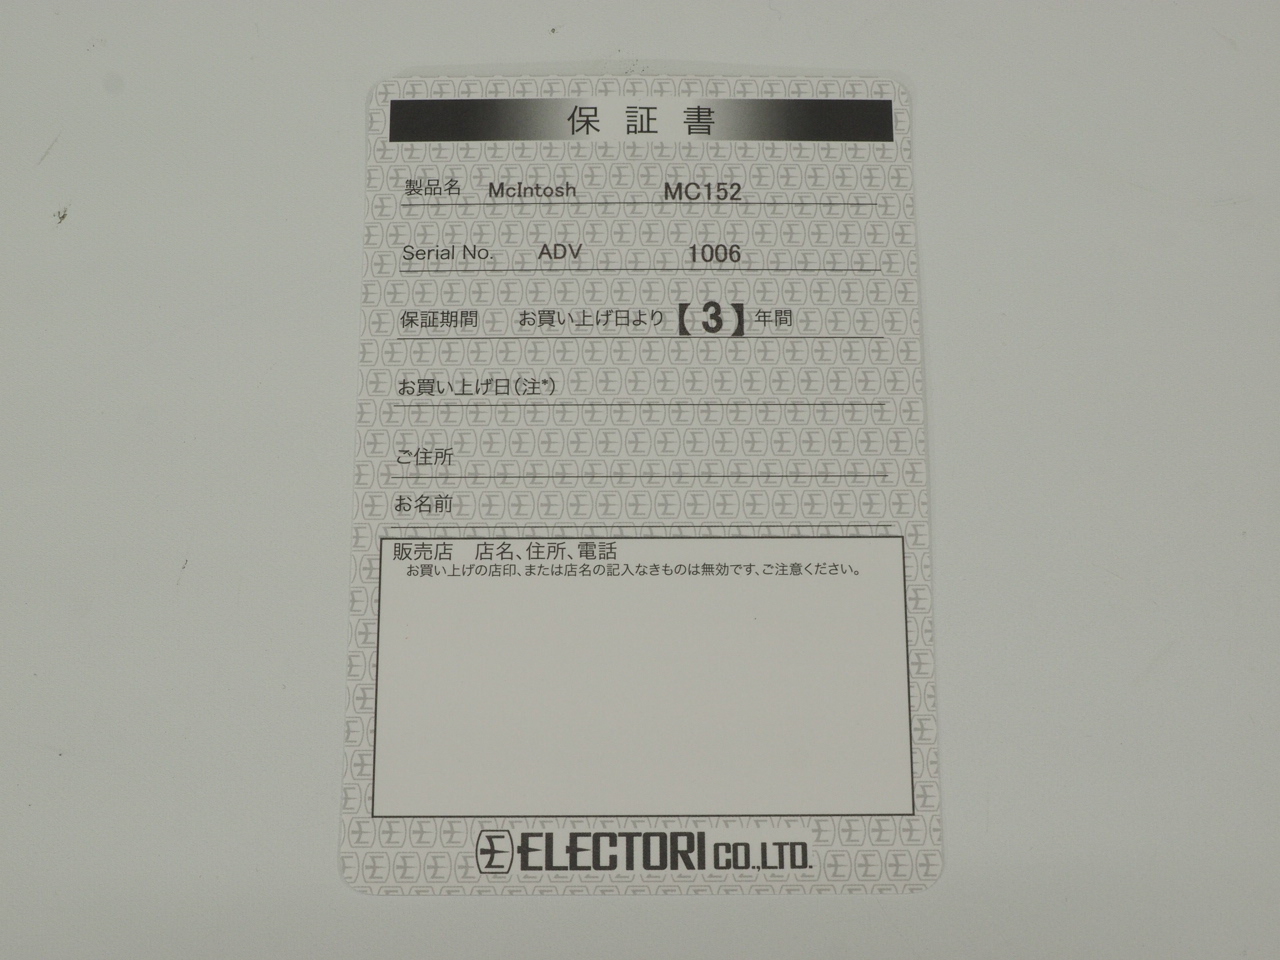 保証書
製品名 McIntosh MC152
Serial No. ADV 1006
保証期間 お買い上げ日より【3】年間
お買い上げ日(注*)
ご住所
お名前
販売店 店名、住所、電話
お買い上げの店印、または店名の記入なきものは無効です、ご注意ください。
ELECTORI CO.,LTD.